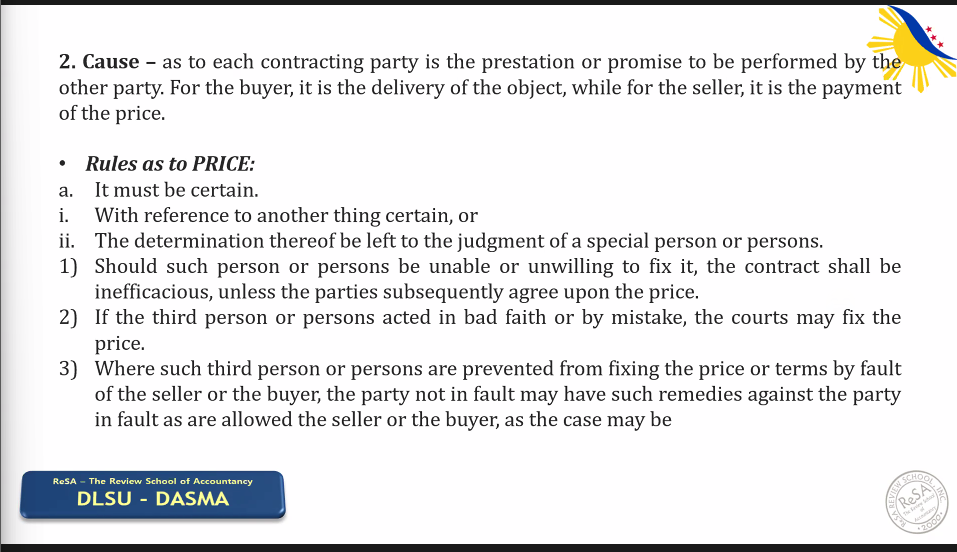 2. Cause – as to each contracting party is the prestation or promise to be performed by the
other party. For the buyer, it is the delivery of the object, while for the seller, it is the payment
of the price.
• Rules as to PRICE:
a. It must be certain.
i. With reference to another thing certain, or
ii. The determination thereof be left to the judgment of a special person or persons.
1) Should such person or persons be unable or unwilling to fix it, the contract shall be
inefficacious, unless the parties subsequently agree upon the price.
2) If the third person or persons acted in bad faith or by mistake, the courts may fix the
price.
3) Where such third person or persons are prevented from fixing the price or terms by fault
of the seller or the buyer, the party not in fault may have such remedies against the party
in fault as are allowed the seller or the buyer, as the case may be
ReSA – The Review School of Accountancy
DLSU - DASMA
ReSA REVIEW SCHOOL, INC.
ReSA
The Review School
of
Accountancy
•2000•